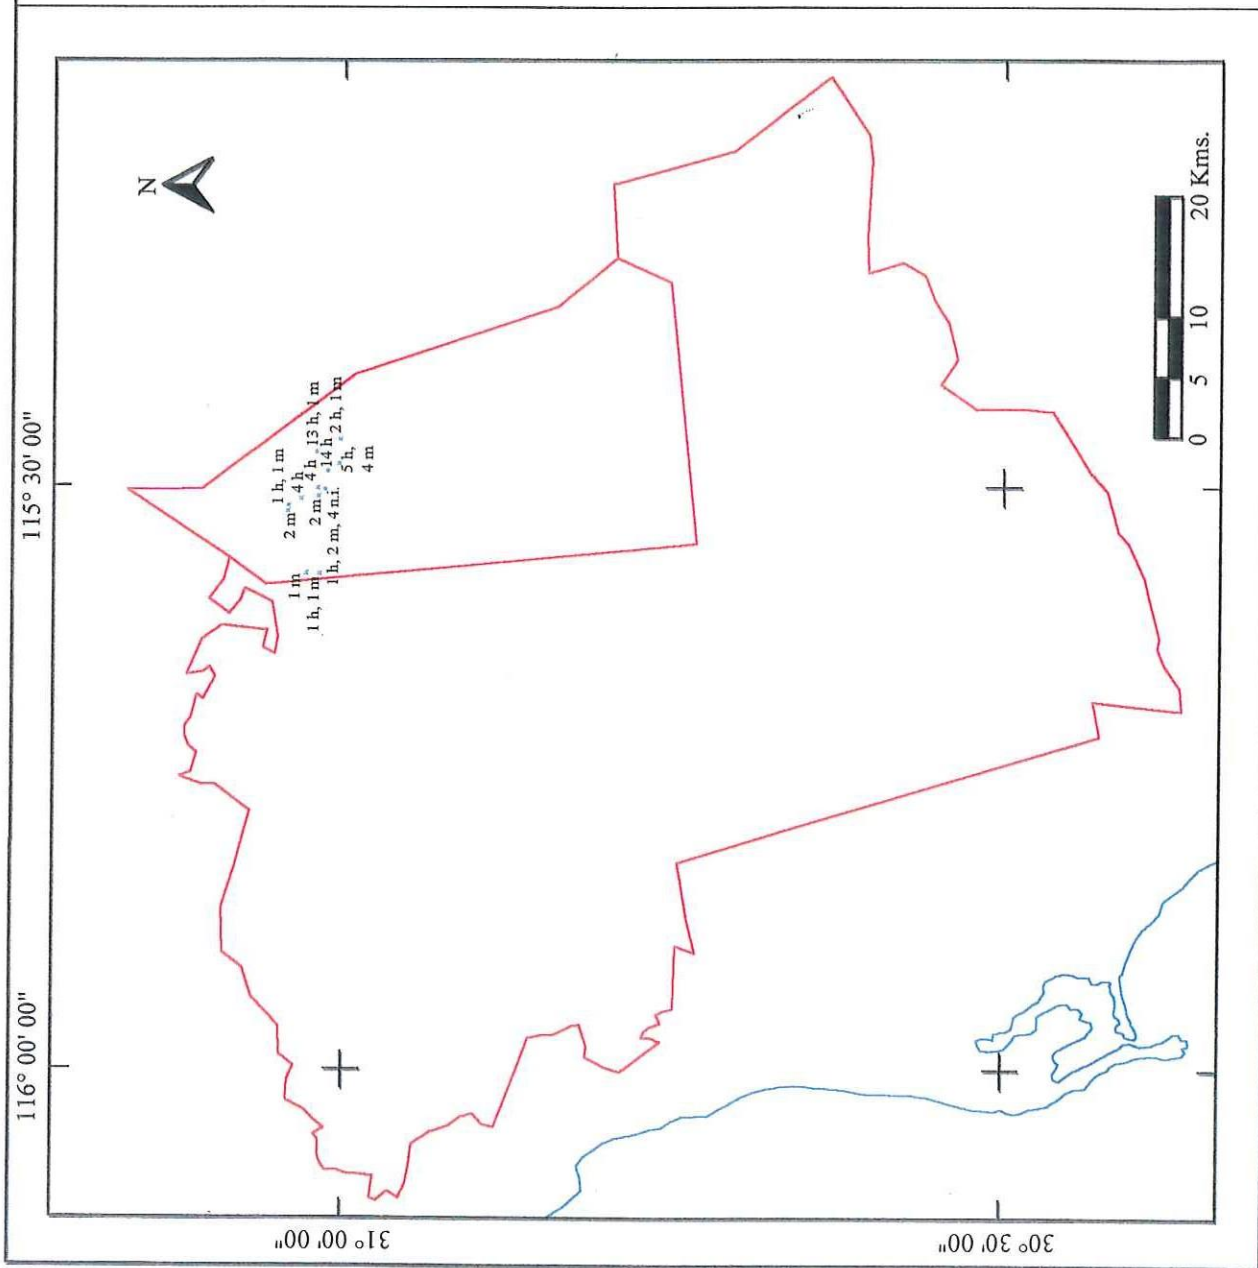 115° 30' 00"
116° 00' 00"
N
1 h, 1 m
2 m
4 h
4 h
13 h, 1 m
2 m
14 h
2 h, 1 m
5 h,
4 m
1 h, 2 m, 4 n.i.
1 m
1 h, 1 m
31° 00' 00"
30° 30' 00"
0 5 10 20 Kms.